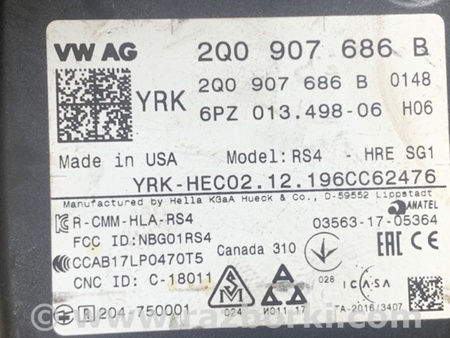 VW AG 2Q0 907 686 B
YRK 2Q0 907 686 B 0148
6PZ 013.498-06 H06
Made in USA Model: RS4 - HRE SG1
YRK-HEC02.12.196CC62476
Manufactured by Hella KGaA Hueck & Co., D-59552 Lippstadt
R-CMM-HLA-RS4 ANATEL
03563-17-05364
FCC ID:NBG01RS4 Canada 310
CCAB17LP0470T5
CNC ID: C-18011 028 ICASA
R 204-750001 024 И011 17 TA-2016/3407
www.razborki.com